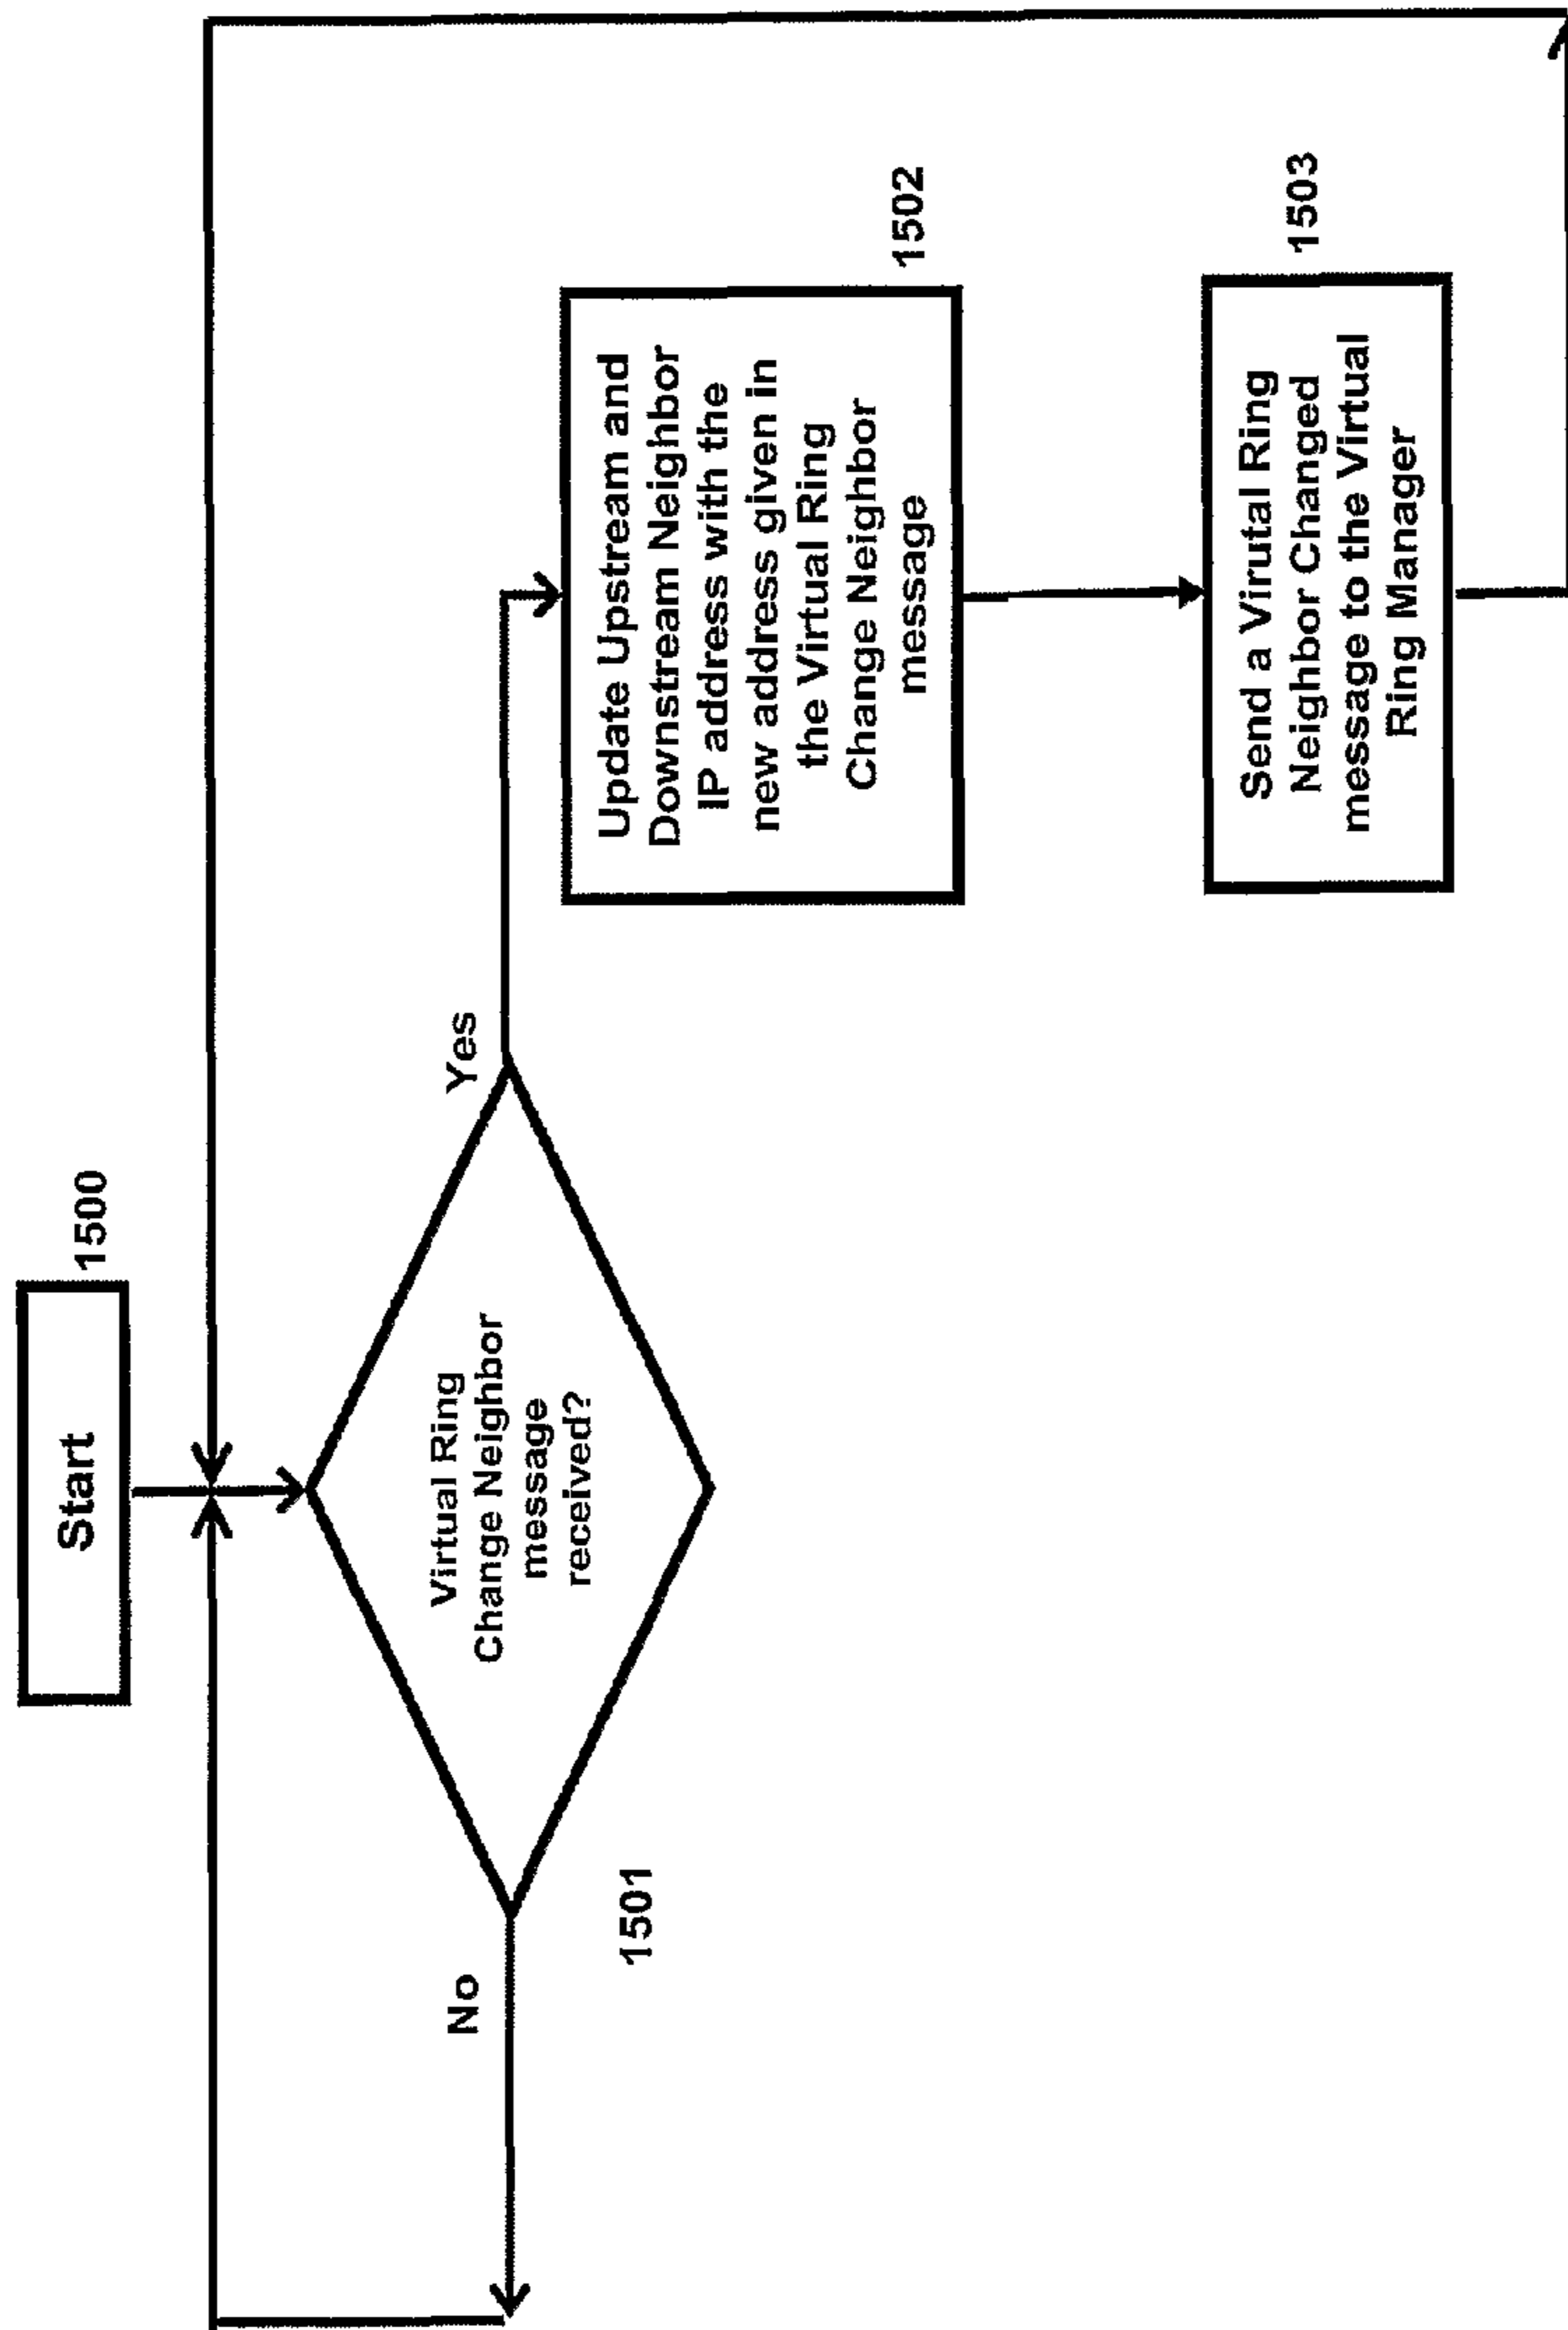 Start
1500
Virtual Ring
Change Neighbor
message
received?
No
Yes
1501
Update Upstream and
Downstream Neighbor
IP address with the
new address given in
the Virtual Ring
Change Neighbor
message
1502
Send a Virutal Ring
Neighbor Changed
message to the Virtual
Ring Manager
1503